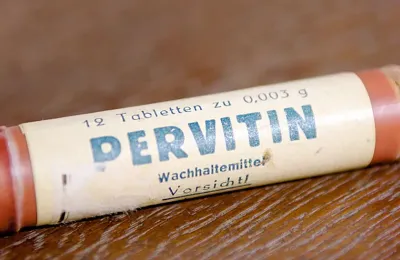 12 Tabletten zu 0,003 g
PERVITIN
Wachhaltemittel
Vorsicht!